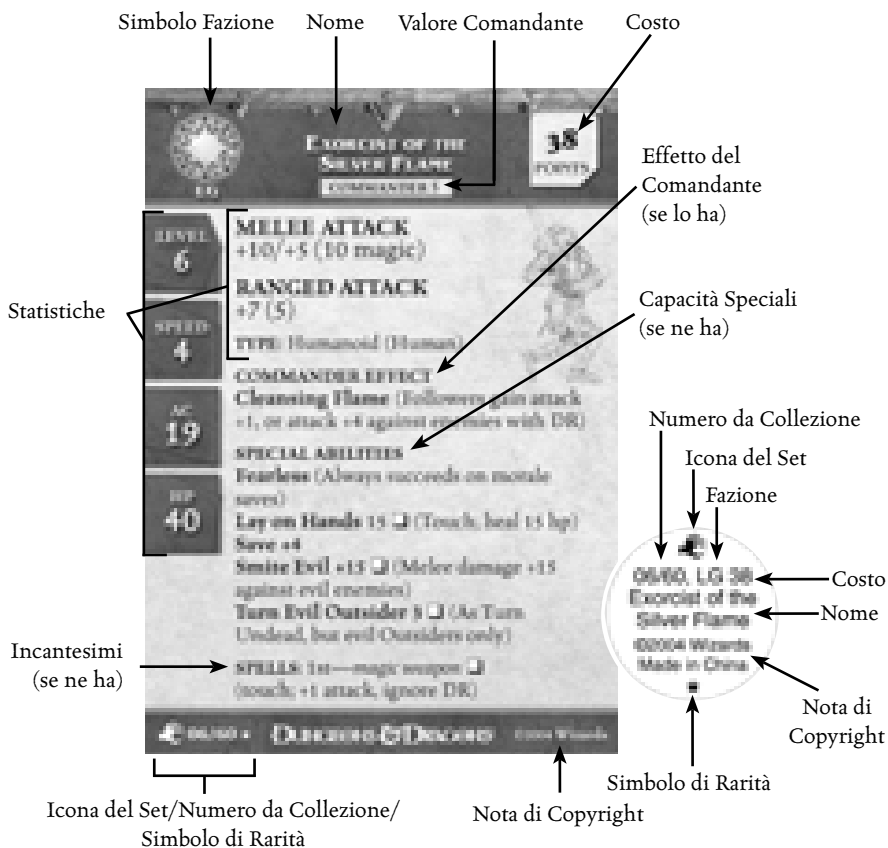 Simbolo Fazione
Nome
Valore Comandante
Costo
EXORCIST OF THE
SILVER FLAME
COMMANDER
38
POINTS
Effetto del
Comandante
(se lo ha)
LEVEL
6
MELEE ATTACK
+10/+5 (10 magic)
RANGED ATTACK
+7 (5)
TYPE: Humanoid (Human)
Statistiche
SPEED
4
Capacità Speciali
(se ne ha)
COMMANDER EFFECT
Cleansing Flame (Followers gain attack
+1, or attack +4 against enemies with DR)
AC
19
SPECIAL ABILITIES
Fearless (Always succeeds on morale
saves)
HP
40
Lay on Hands 15 ❑ (Touch, heal 15 hp)
Save +4
Smite Evil +15 ❑ (Melee damage +15
against evil enemies)
Turn Evil Outsider 5 ❑ (As Turn
Undead, but evil Outsiders only)
Incantesimi
(se ne ha)
SPELLS: 1st—magic weapon ❑
(touch; +1 attack, ignore DR)
06/60
DUNGEONS & DRAGONS
©2004 Wizards
Numero da Collezione
Icona del Set
Fazione
06/60, LG 38
Exorcist of the
Silver Flame
©2004 Wizards
Made in China
Costo
Nome
Nota di
Copyright
Simbolo di Rarità
Icona del Set/Numero da Collezione/
Simbolo di Rarità
Nota di Copyright